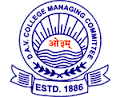 D.A.V. COLLEGE MANAGING COMMITTEE
ओ३म्
ESTD. 1886